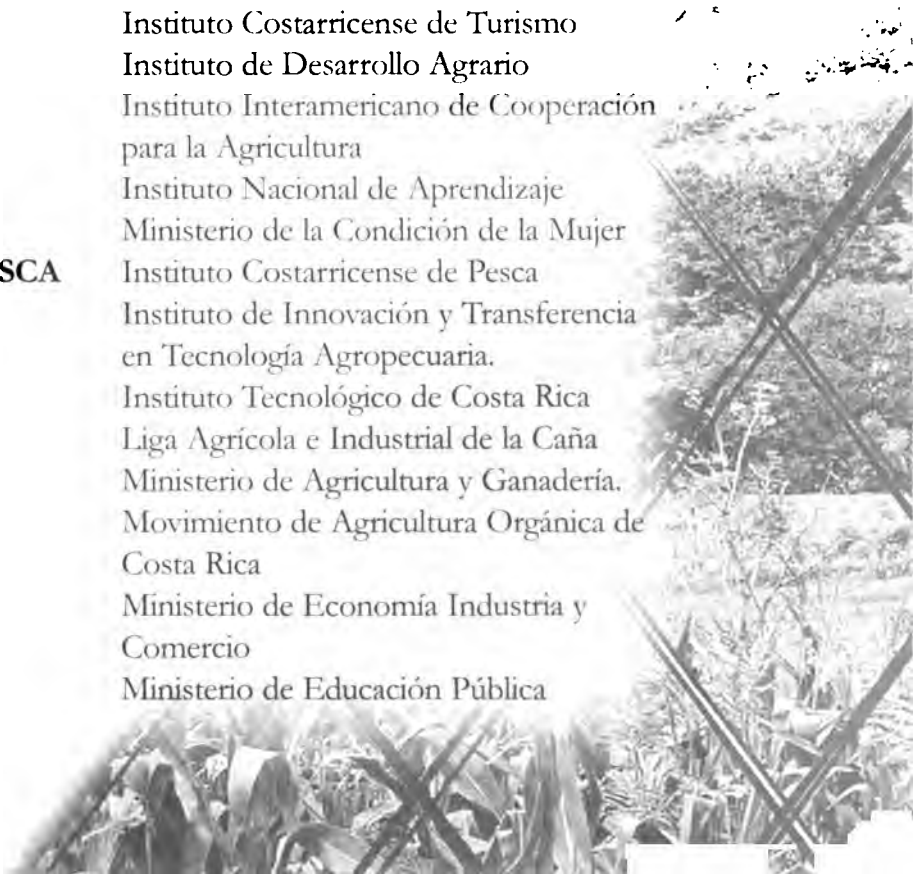 Instituto Costarricense de Turismo
Instituto de Desarrollo Agrario
Instituto Interamericano de Cooperación
para la Agricultura
Instituto Nacional de Aprendizaje
Ministerio de la Condición de la Mujer
SCA Instituto Costarricense de Pesca
Instituto de Innovación y Transferencia
en Tecnología Agropecuaria.
Instituto Tecnológico de Costa Rica
Liga Agrícola e Industrial de la Caña
Ministerio de Agricultura y Ganadería.
Movimiento de Agricultura Orgánica de
Costa Rica
Ministerio de Economía Industria y
Comercio
Ministerio de Educación Pública